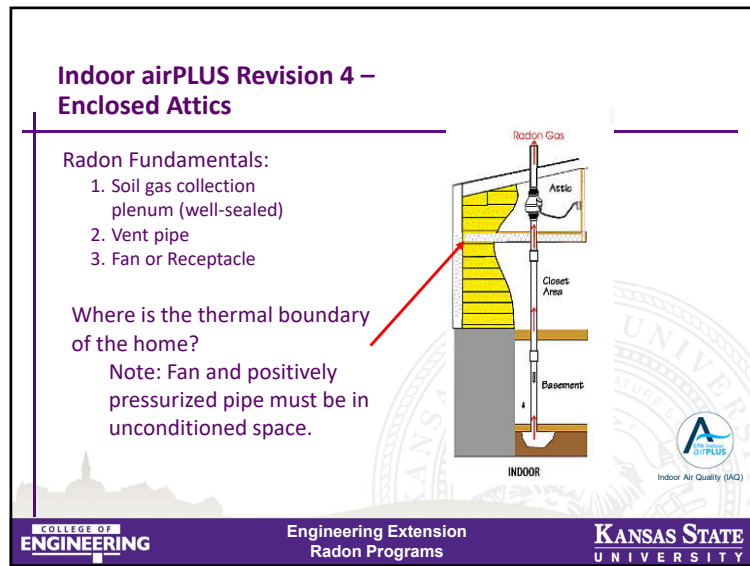 Indoor airPLUS Revision 4 –
Enclosed Attics
Radon Fundamentals:
1. Soil gas collection
plenum (well-sealed)
2. Vent pipe
3. Fan or Receptacle
Where is the thermal boundary
of the home?
Note: Fan and positively
pressurized pipe must be in
unconditioned space.
Radon Gas
Attic
Closet
Area
Basement
INDOOR
A
EPA Indoor
airPLUS
Indoor Air Quality (IAQ)
COLLEGE OF
ENGINEERING
Engineering Extension
Radon Programs
KANSAS STATE
UNIVERSITY